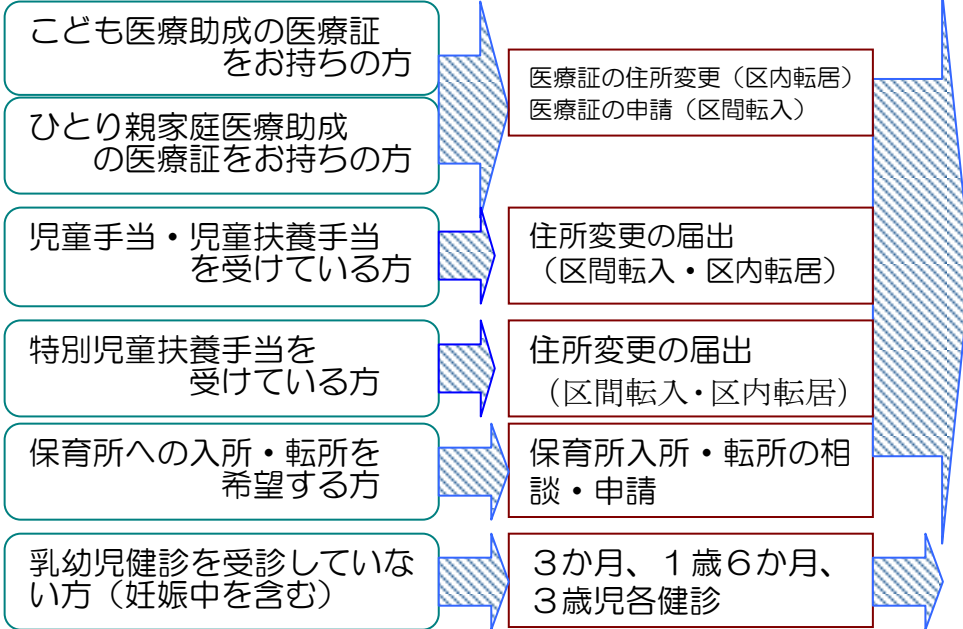 こども医療助成の医療証
をお持ちの方
医療証の住所変更（区内転居）
医療証の申請（区間転入）
ひとり親家庭医療助成
の医療証をお持ちの方
児童手当・児童扶養手当
を受けている方
住所変更の届出
（区間転入・区内転居）
特別児童扶養手当を
受けている方
住所変更の届出
（区間転入・区内転居）
保育所への入所・転所を
希望する方
保育所入所・転所の相
談・申請
乳幼児健診を受診していな
い方（妊娠中を含む）
３か月、１歳６か月、
３歳児各健診